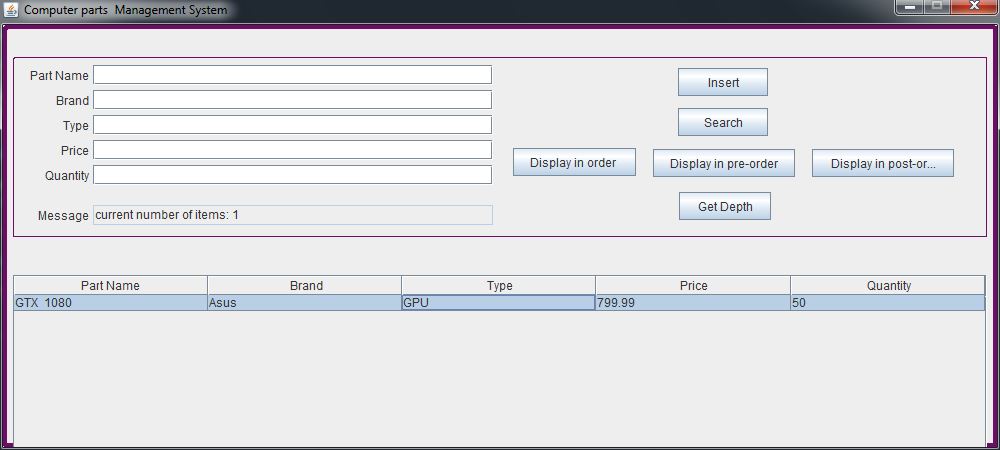 Computer parts  Management System
Part Name
Insert
Brand
Search
Type
Price
Display in order
Display in pre-order
Display in post-or...
Quantity
Get Depth
Message current number of items: 1
Part Name Brand Type Price Quantity
GTX  1080 Asus GPU 799.99 50